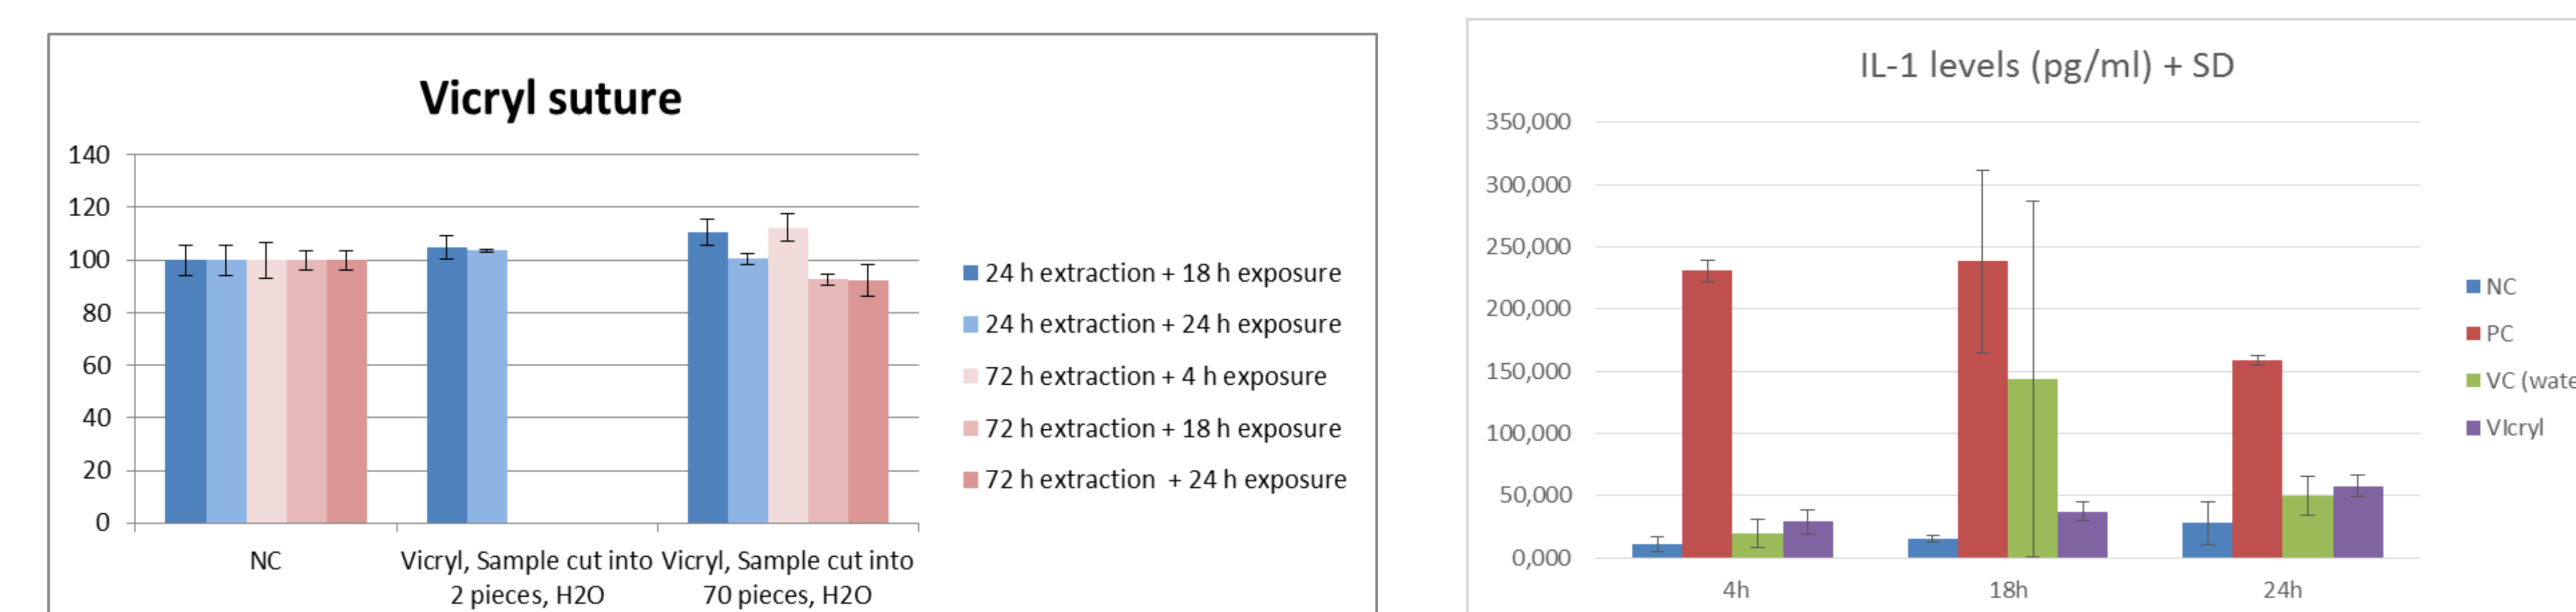 Vicryl suture
140
120
100
80
60
40
20
0
NC
Vicryl, Sample cut into
2 pieces, H2O
Vicryl, Sample cut into
70 pieces, H2O
24 h extraction + 18 h exposure
24 h extraction + 24 h exposure
72 h extraction + 4 h exposure
72 h extraction + 18 h exposure
72 h extraction + 24 h exposure
IL-1 levels (pg/ml) + SD
350,000
300,000
250,000
200,000
150,000
100,000
50,000
0,000
4h
18h
24h
NC
PC
VC (wate
VIcryl